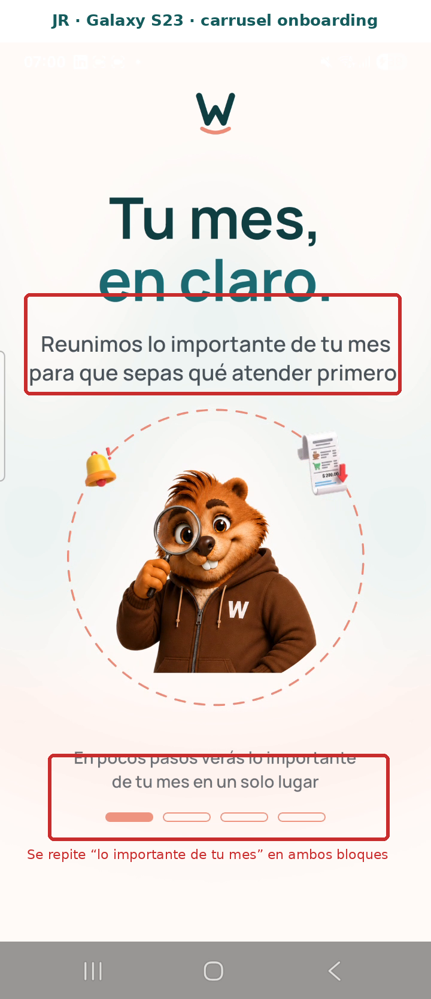 JR · Galaxy S23 · carrusel onboarding
07:00
W
Tu mes,
en claro.
Reunimos lo importante de tu mes
para que sepas qué atender primero
$200.00
W
En pocos pasos verás lo importante
de tu mes en un solo lugar
Se repite “lo importante de tu mes” en ambos bloques